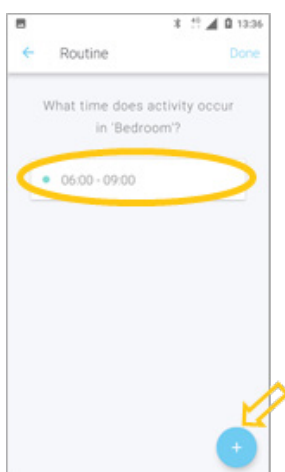 13:36
Routine
Done
What time does activity occur
in 'Bedroom'?
06:00 - 09:00
+